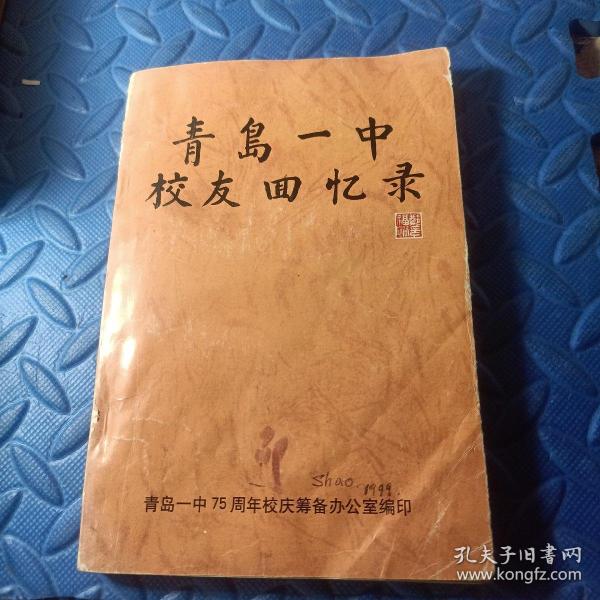 青島一中
校友回忆录
Shao. 1999.
青岛一中75周年校庆筹备办公室编印
孔夫子旧书网
www.kongfz.com